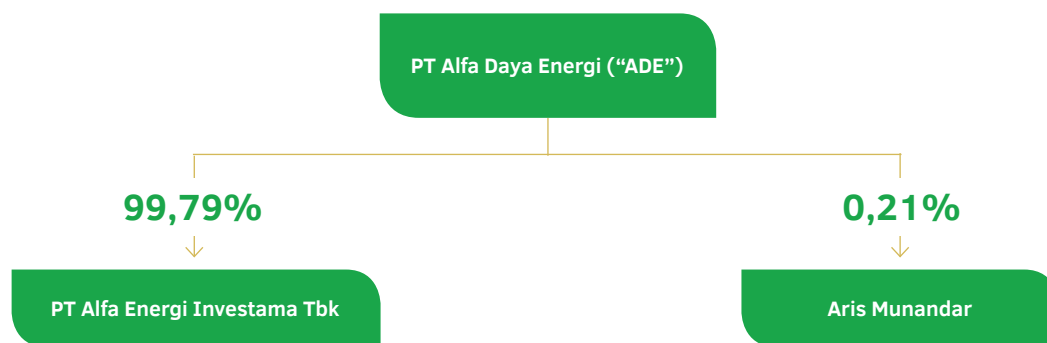 PT Alfa Daya Energi (“ADE”)
99,79%
0,21%
PT Alfa Energi Investama Tbk
Aris Munandar